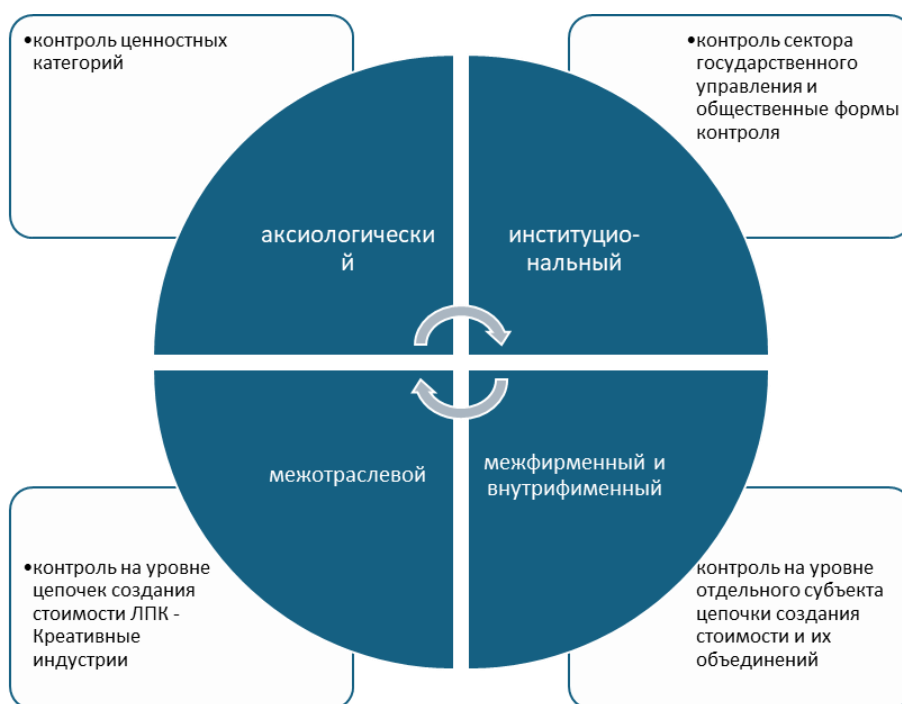 •контроль ценностных
категорий
•контроль сектора
государственного
управления и
общественные формы
контроля
аксиологически
й
институцио-
нальный
межотраслевой
межфирменный и
внутрифименный
•контроль на уровне
цепочек создания
стоимости ЛПК -
Креативные
индустрии
контроль на уровне
отдельного субъекта
цепочки создания
стоимости и их
объединений